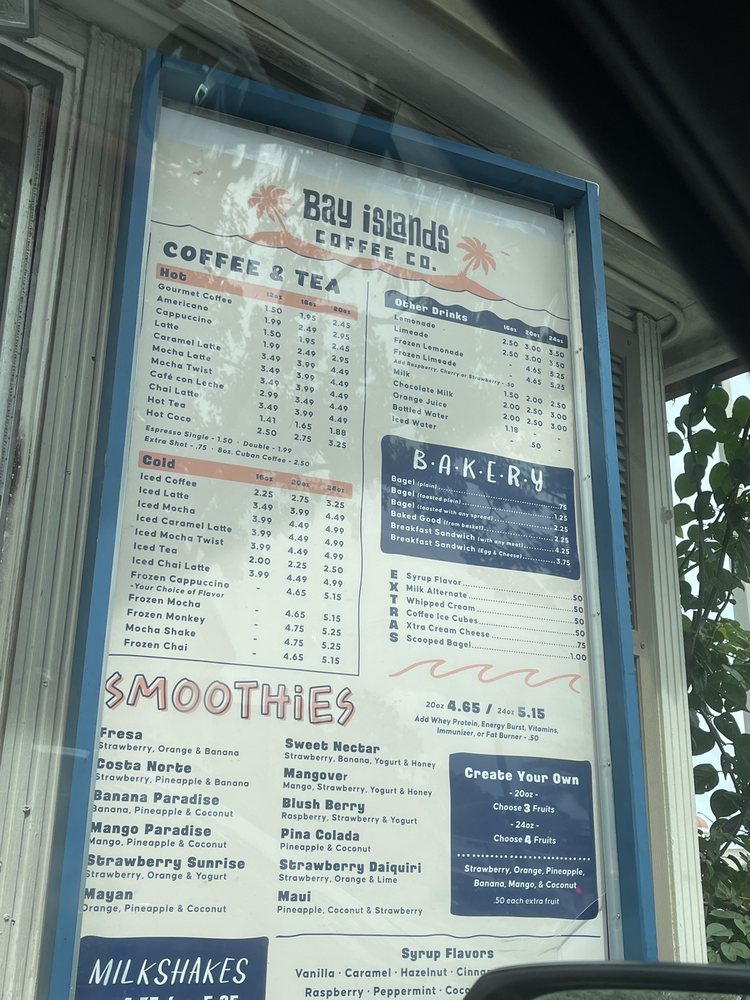 Bay islands
COFFEE CO.
COFFEE & TEA
Hot 12oz 16oz 20oz
Gourmet Coffee 1.50 1.95 2.45
Americano 1.99 2.49 2.95
Cappuccino 1.50 1.95 2.45
Latte 1.99 2.49 2.95
Caramel Latte 3.49 3.99 4.49
Mocha Latte 3.49 3.99 4.49
Mocha Twist 3.49 3.99 4.49
Café con Leche 2.99 3.49 4.49
Chai Latte 3.49 3.99 4.49
Hot Tea 1.41 1.65 1.88
Hot Coco 2.50 2.75 3.25
Espresso Single - 1.50 · Double - 1.99
Extra Shot - .75 · 8oz. Cuban Coffee - 2.50
Cold 16oz 20oz 24oz
Iced Coffee 2.25 2.75 3.25
Iced Latte 3.49 3.99 4.49
Iced Mocha 3.99 4.49 4.99
Iced Caramel Latte 3.99 4.49 4.99
Iced Mocha Twist 3.99 4.49 4.99
Iced Tea 2.00 2.25 2.50
Iced Chai Latte 3.99 4.49 4.99
Frozen Cappuccino - 4.65 5.15
-Your Choice of Flavor
Frozen Mocha - 4.65 5.15
Frozen Monkey - 4.75 5.25
Mocha Shake - 4.75 5.25
Frozen Chai - 4.65 5.15
Other Drinks 16oz 20oz 24oz
Lemonade 2.50 3.00 3.50
Limeade 2.50 3.00 3.50
Frozen Lemonade - 4.65 5.25
Frozen Limeade - 4.65 5.25
Add Raspberry, Cherry or Strawberry - .50
Milk 1.50 2.00 2.50
Chocolate Milk 2.00 2.50 3.00
Orange Juice 2.00 2.50 3.00
Bottled Water 1.18 - -
Iced Water - .50 -
B·A·K·E·R·Y
Bagel (plain) .75
Bagel (toasted plain) 1.25
Bagel (toasted with any spread) 2.25
Baked Good (from basket) 2.25
Breakfast Sandwich (with any meat) 4.25
Breakfast Sandwich (Egg & Cheese) 3.75
EXTRAS
Syrup Flavor .50
Milk Alternate .50
Whipped Cream .50
Coffee Ice Cubes .50
Xtra Cream Cheese .75
Scooped Bagel 1.00
SMOOTHiES
20oz 4.65 / 24oz 5.15
Add Whey Protein, Energy Burst, Vitamins,
Immunizer, or Fat Burner - .50
Fresa
Strawberry, Orange & Banana
Costa Norte
Strawberry, Pineapple & Banana
Banana Paradise
Banana, Pineapple & Coconut
Mango Paradise
Mango, Pineapple & Coconut
Strawberry Sunrise
Strawberry, Orange & Yogurt
Mayan
Orange, Pineapple & Coconut
Sweet Nectar
Strawberry, Banana, Yogurt & Honey
Mangover
Mango, Strawberry, Yogurt & Honey
Blush Berry
Raspberry, Strawberry & Yogurt
Pina Colada
Pineapple & Coconut
Strawberry Daiquiri
Strawberry, Orange & Lime
Maui
Pineapple, Coconut & Strawberry
Create Your Own
- 20oz -
Choose 3 Fruits
- 24oz -
Choose 4 Fruits
Strawberry, Orange, Pineapple,
Banana, Mango, & Coconut
.50 each extra fruit
MILKSHAKES
Syrup Flavors
Vanilla · Caramel · Hazelnut ·
Raspberry · Peppermint ·